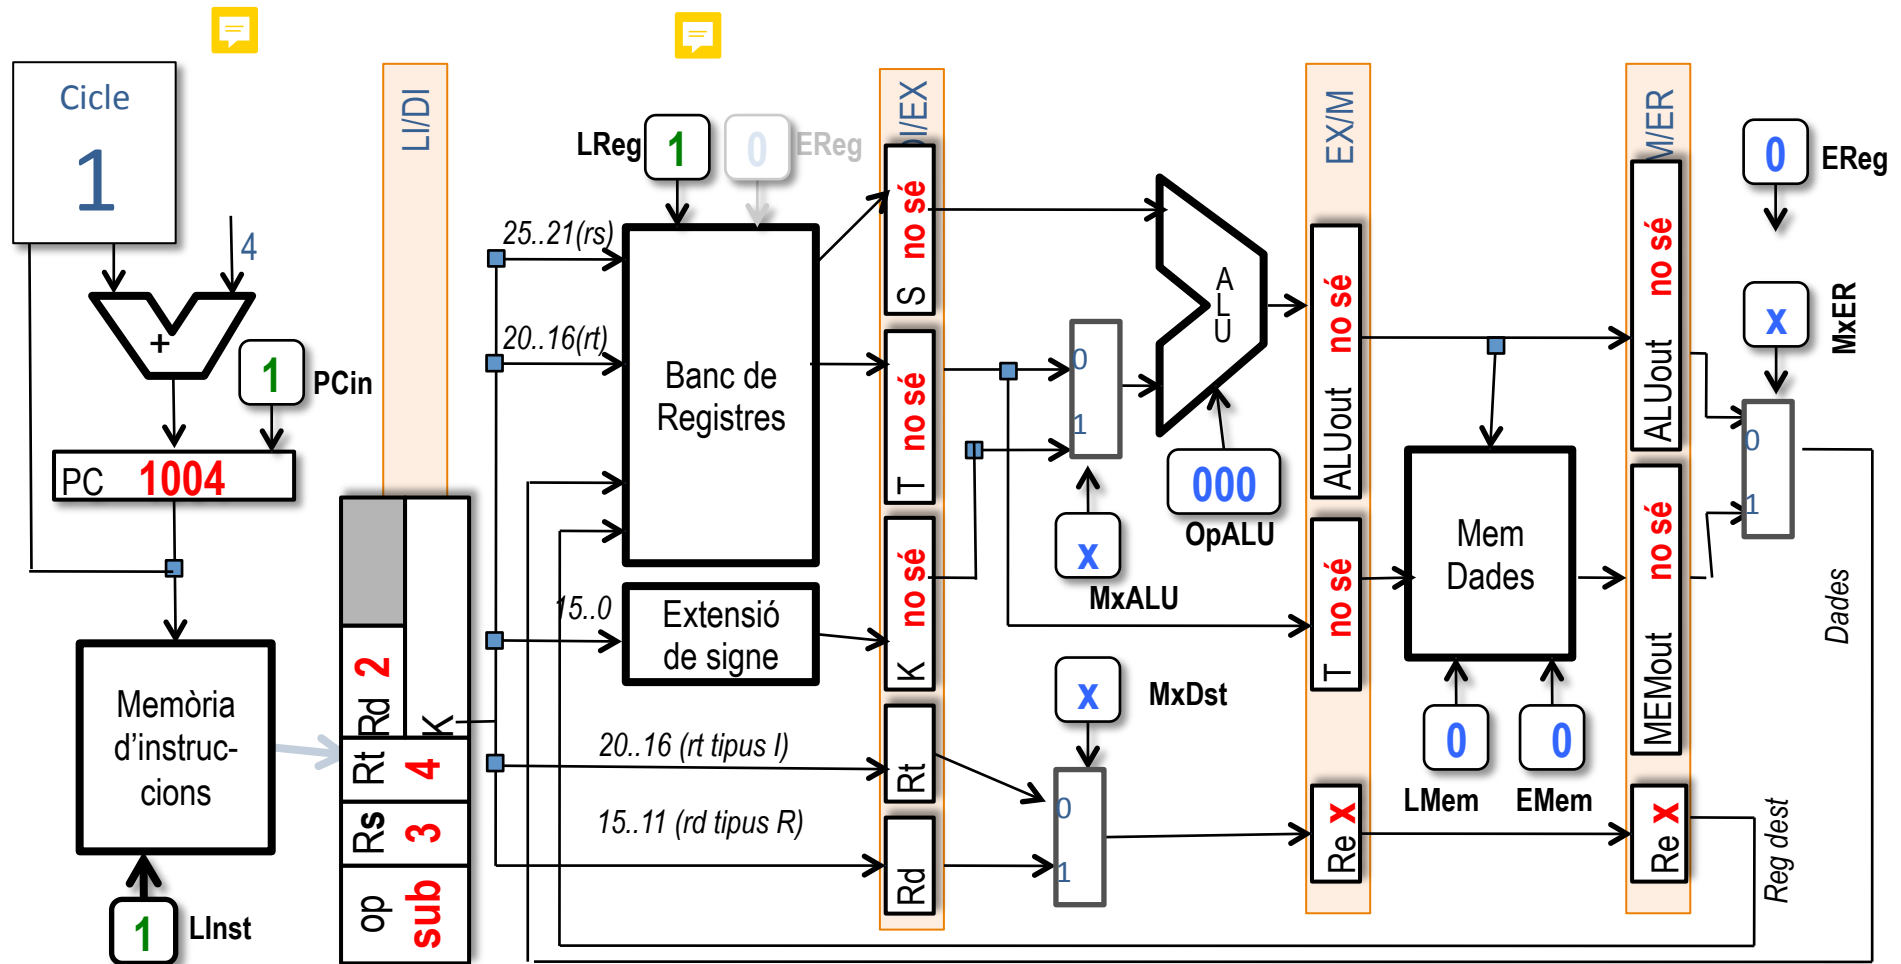 Cicle
1
4
+
1
PCin
PC 1004
Memòria
d'instruc-
cions
1
LInst
LI/DI
Rd 2
K
Rt 4
Rs 3
op sub
LReg
1
0
EReg
25..21(rs)
20..16(rt)
Banc de
Registres
15..0
Extensió
de signe
20..16 (rt tipus I)
15..11 (rd tipus R)
DI/EX
S no sé
T no sé
K no sé
Rt
Rd
0
1
x
MxALU
ALU
000
OpALU
x
MxDst
0
1
EX/M
ALUout no sé
T no sé
Re x
Mem
Dades
0
LMem
0
EMem
M/ER
ALUout no sé
MEMout no sé
Re x
0
EReg
x
MxER
0
1
Dades
Reg dest